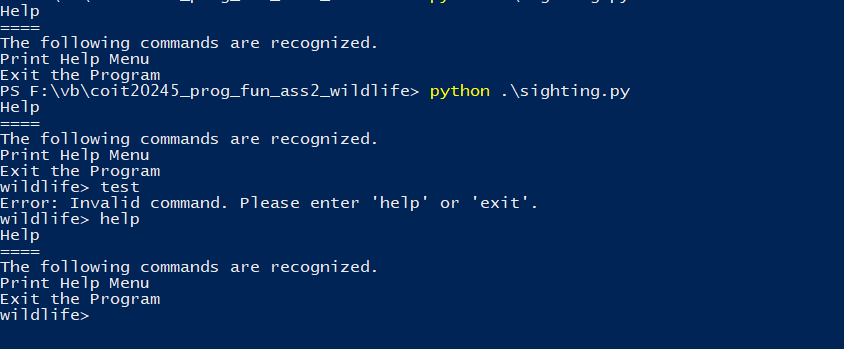 Help
====
The following commands are recognized.
Print Help Menu
Exit the Program
PS F:\vb\coit20245_prog_fun_ass2_wildlife> python .\sighting.py
Help
====
The following commands are recognized.
Print Help Menu
Exit the Program
wildlife> test
Error: Invalid command. Please enter 'help' or 'exit'.
wildlife> help
Help
====
The following commands are recognized.
Print Help Menu
Exit the Program
wildlife>